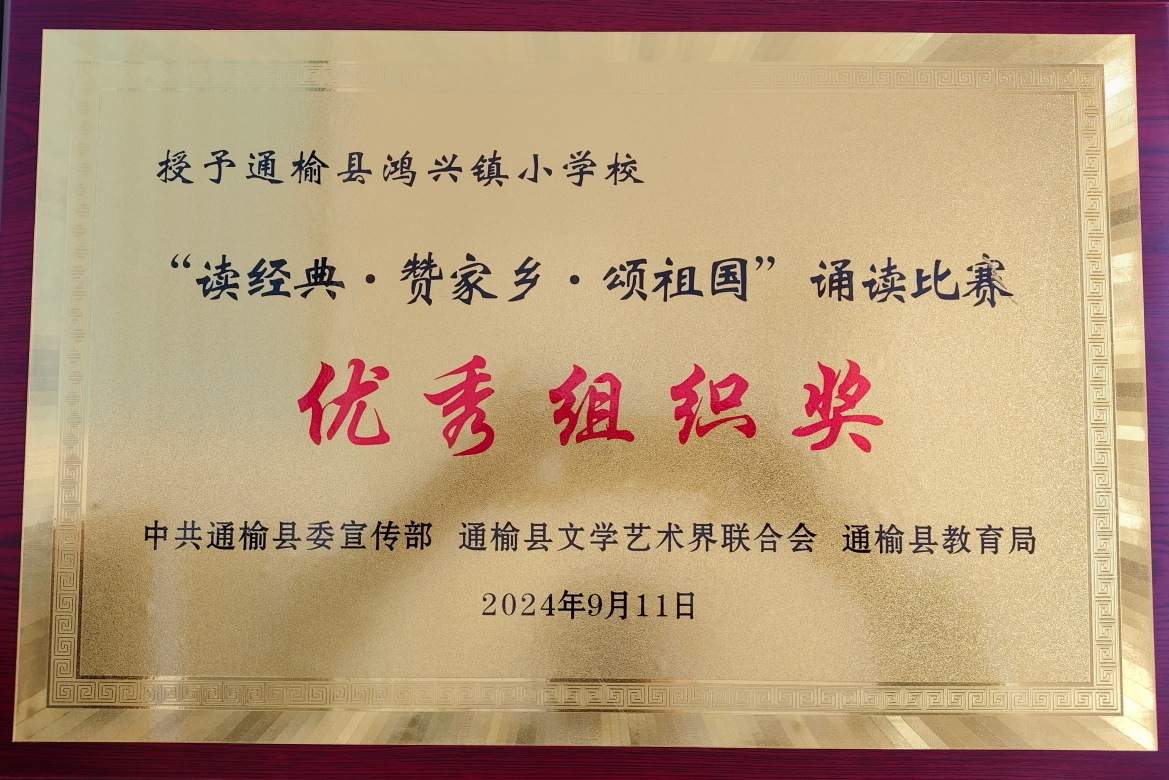 授予通榆县鸿兴镇小学校
“读经典·赞家乡·颂祖国”诵读比赛
优秀组织奖
中共通榆县委宣传部 通榆县文学艺术界联合会 通榆县教育局
2024年9月11日